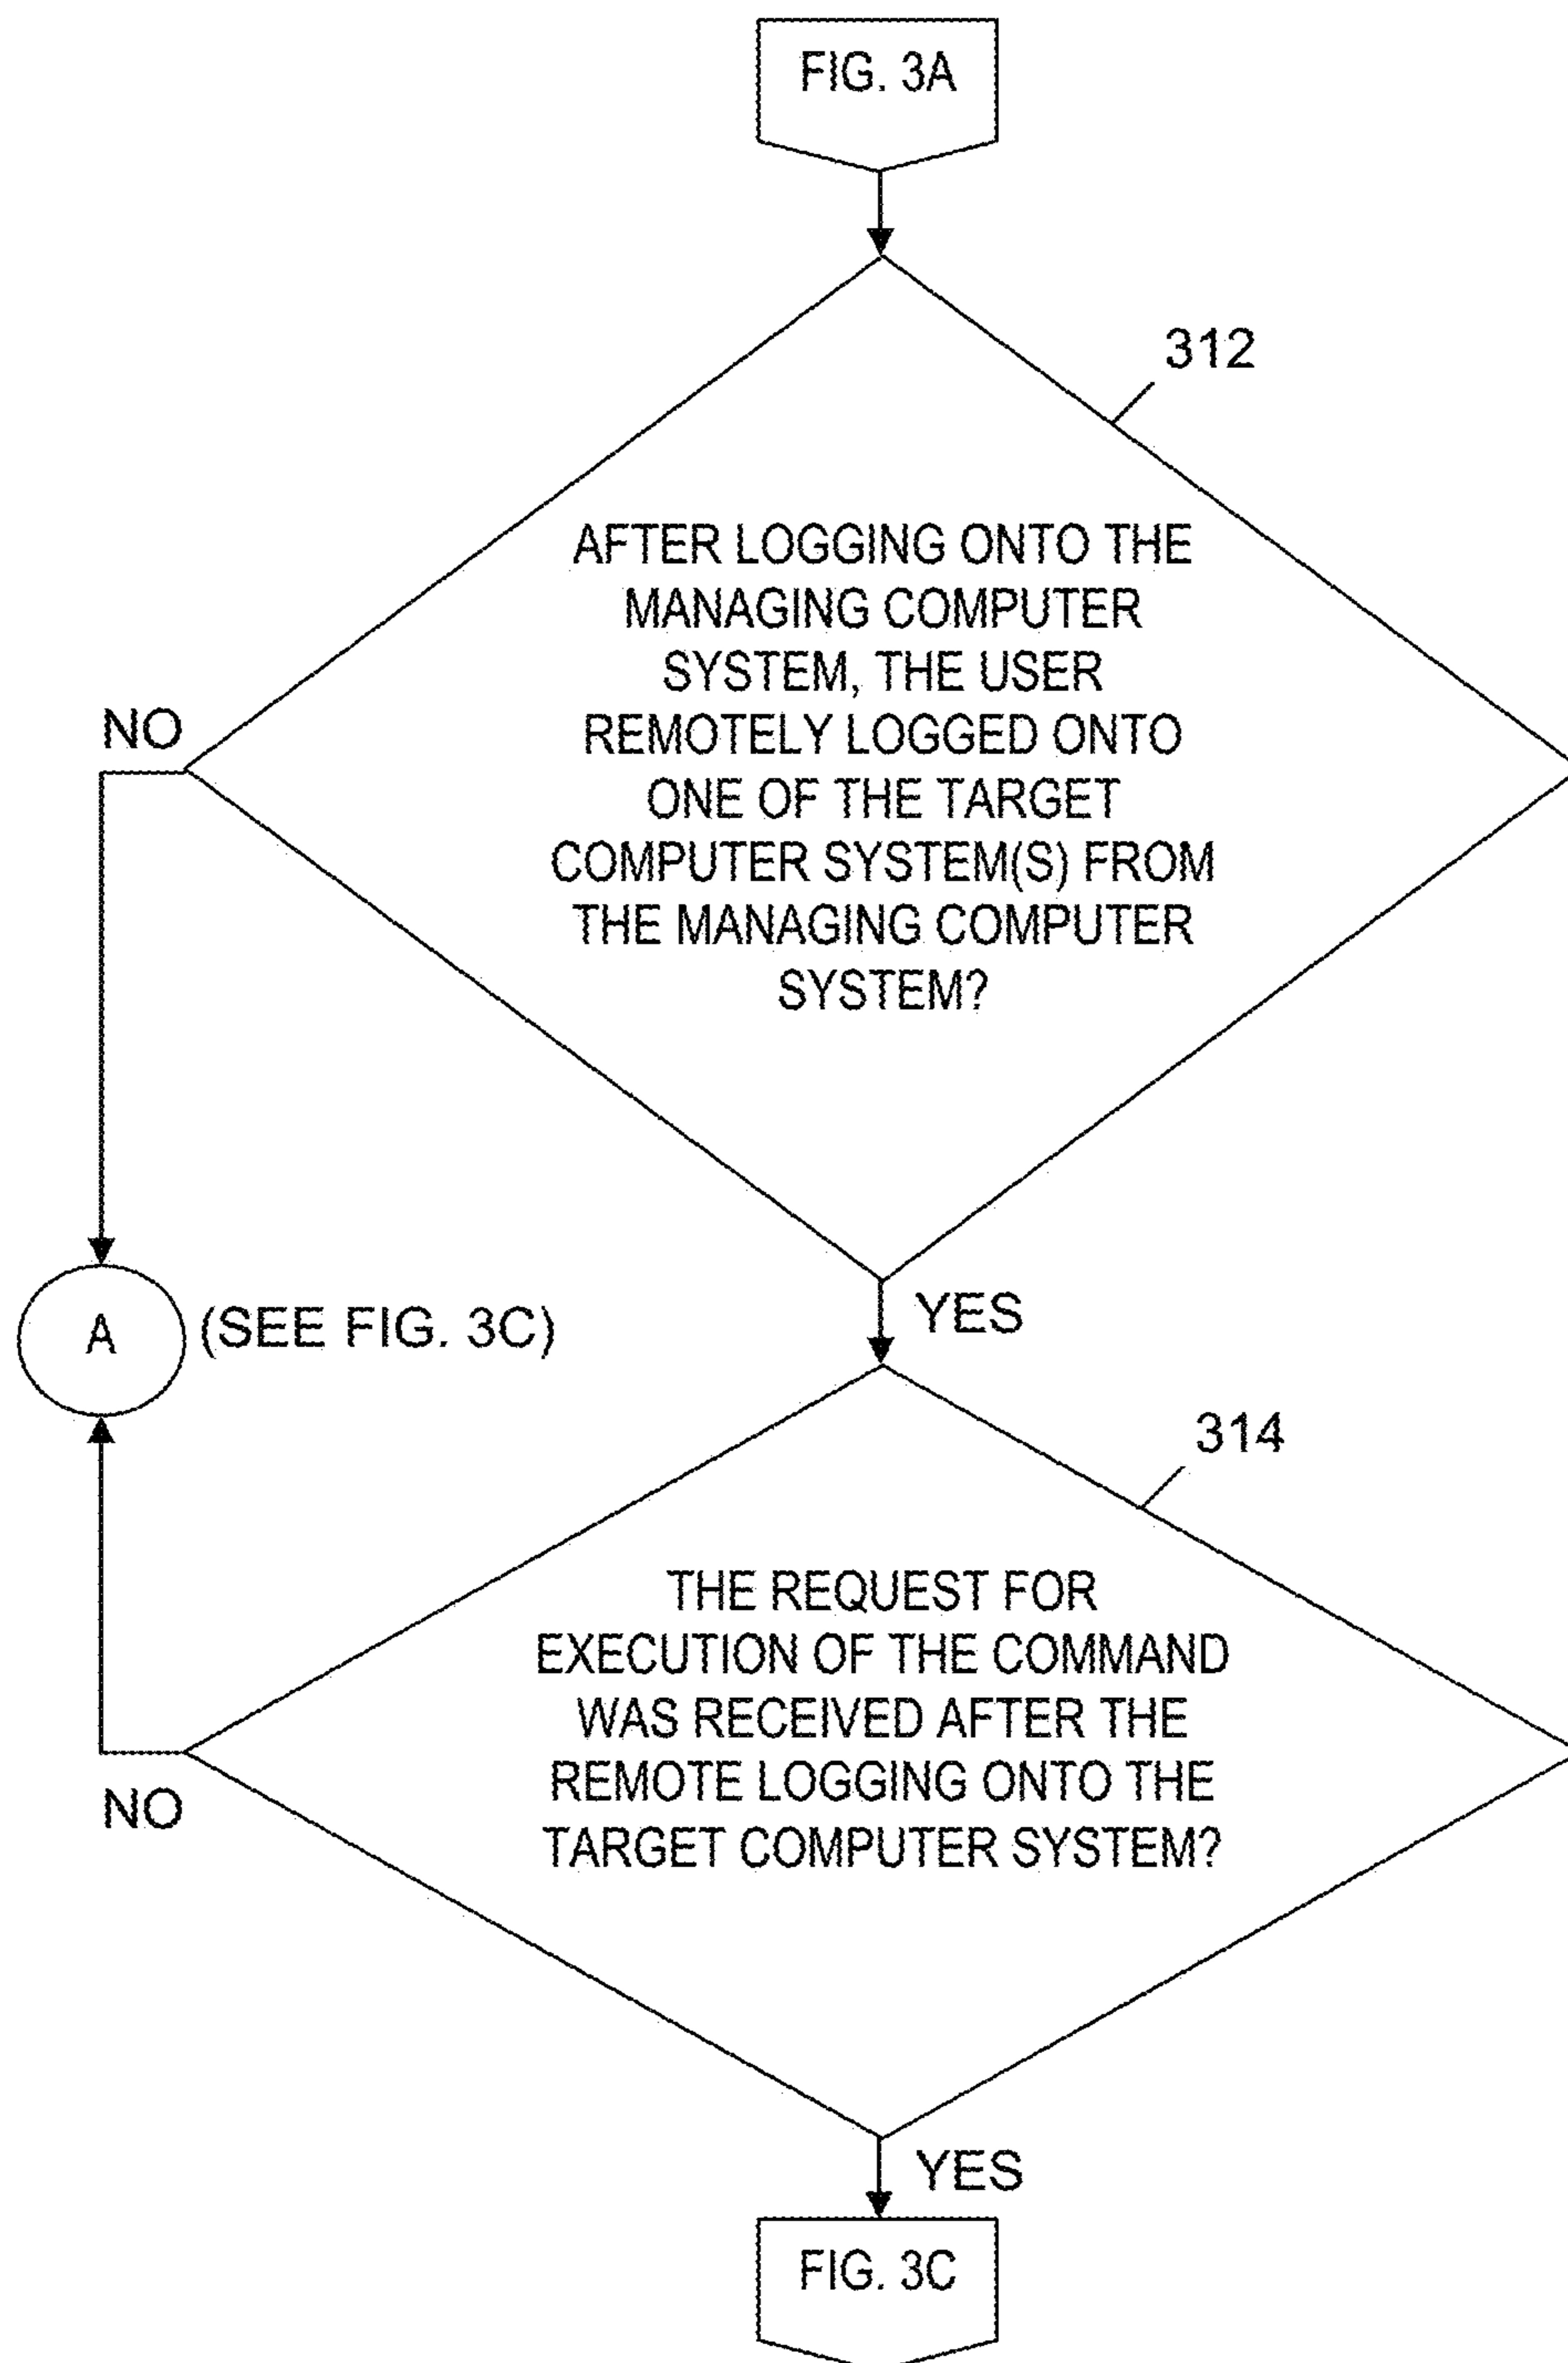 FIG. 3A
312
AFTER LOGGING ONTO THE
MANAGING COMPUTER
SYSTEM, THE USER
REMOTELY LOGGED ONTO
ONE OF THE TARGET
COMPUTER SYSTEM(S) FROM
THE MANAGING COMPUTER
SYSTEM?
NO
YES
A
(SEE FIG. 3C)
314
THE REQUEST FOR
EXECUTION OF THE COMMAND
WAS RECEIVED AFTER THE
REMOTE LOGGING ONTO THE
TARGET COMPUTER SYSTEM?
NO
YES
FIG. 3C